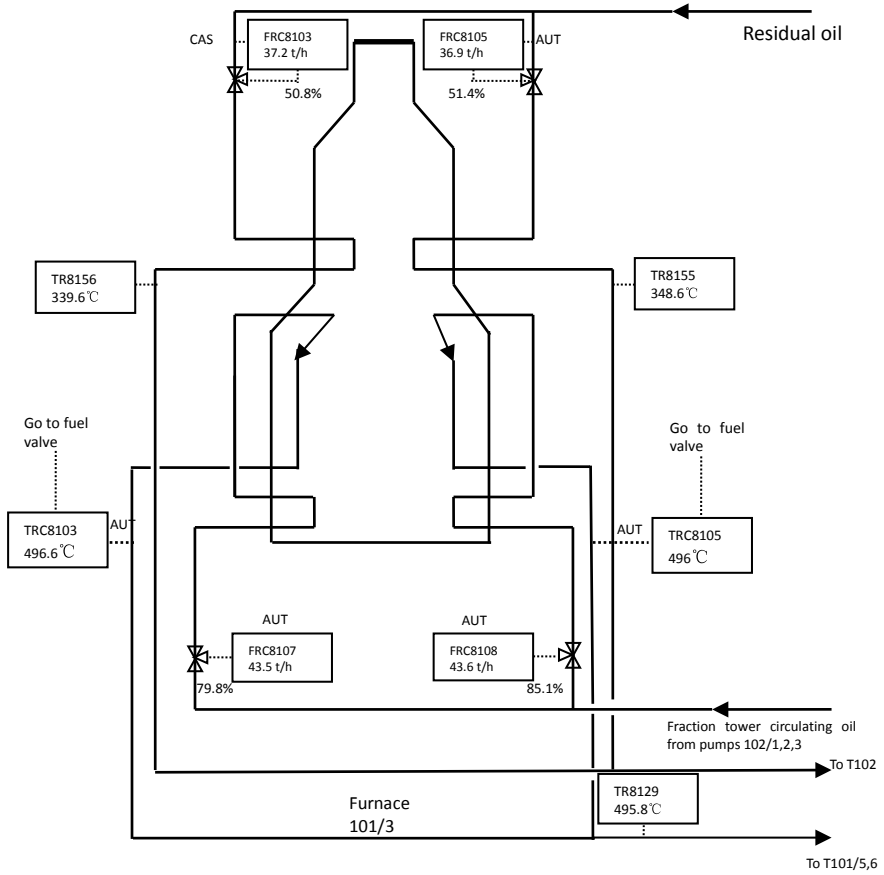 Residual oil
CAS
FRC8103
37.2 t/h
50.8%
FRC8105
36.9 t/h
AUT
51.4%
TR8156
339.6℃
TR8155
348.6℃
Go to fuel
valve
Go to fuel
valve
TRC8103
496.6℃
AUT
AUT
TRC8105
496℃
AUT
FRC8107
43.5 t/h
79.8%
AUT
FRC8108
43.6 t/h
85.1%
Fraction tower circulating oil
from pumps 102/1,2,3
To T102
TR8129
495.8℃
Furnace
101/3
To T101/5,6